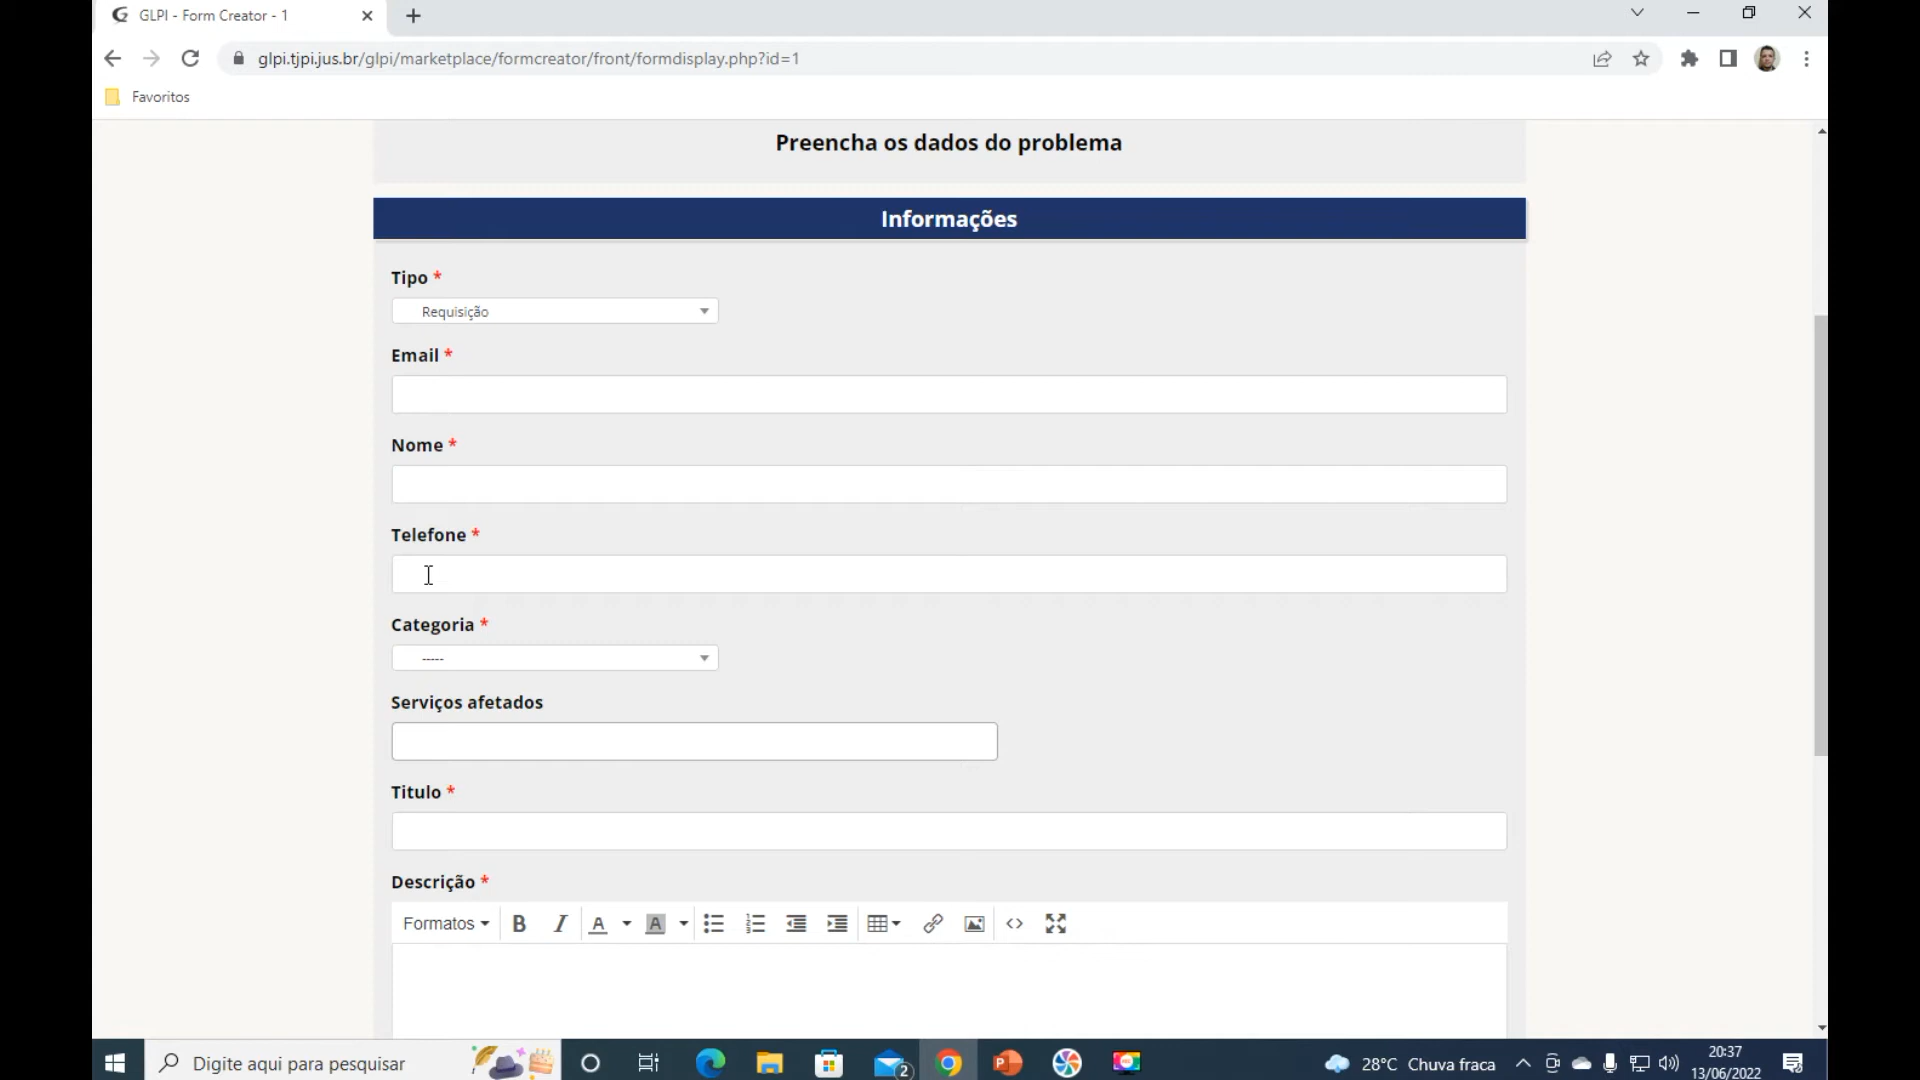 GLPI - Form Creator - 1
glpi.tjpi.jus.br/glpi/marketplace/formcreator/front/formdisplay.php?id=1
Favoritos
Preencha os dados do problema
Informações
Tipo *
Requisição
Email *
Nome *
Telefone *
Categoria *
-----
Serviços afetados
Titulo *
Descrição *
Formatos B I A A
Digite aqui para pesquisar
2
28°C Chuva fraca
20:37
13/06/2022